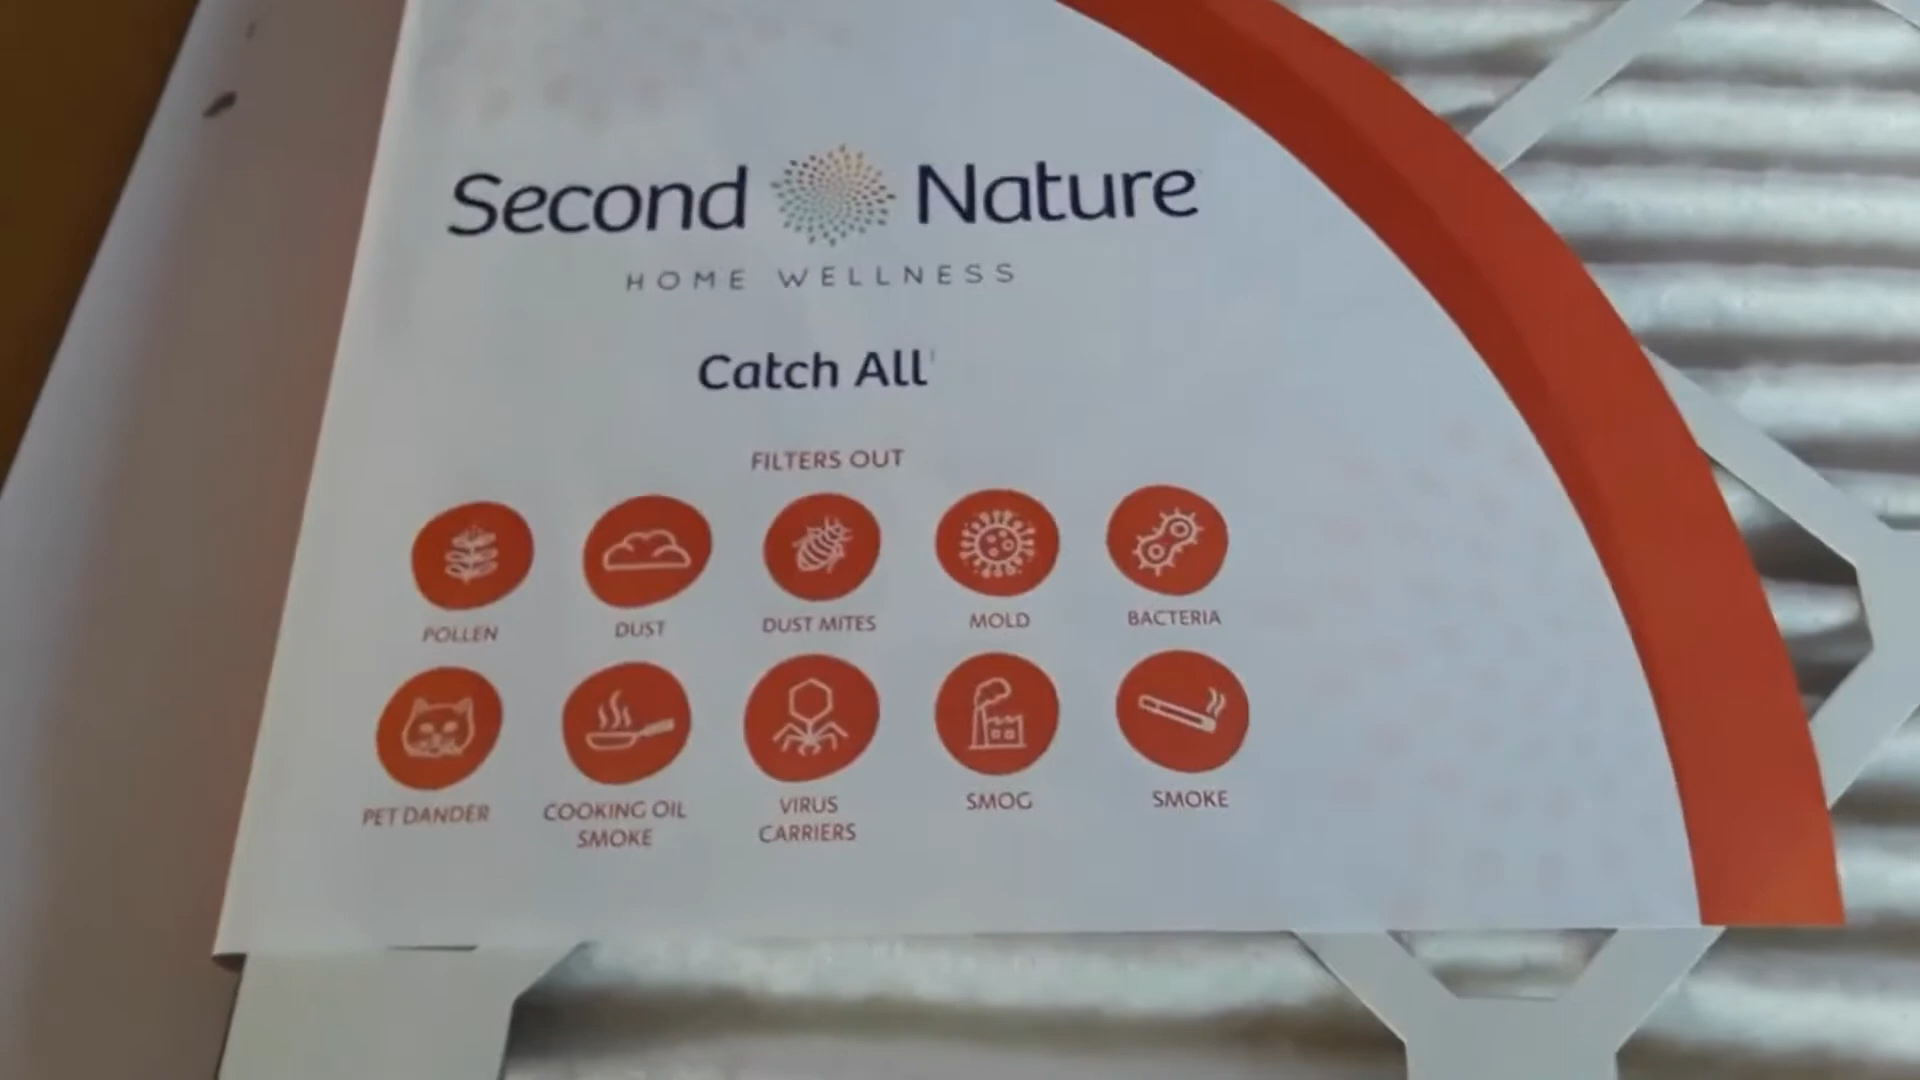 Second Nature
HOME WELLNESS
Catch All
FILTERS OUT
POLLEN DUST DUST MITES MOLD BACTERIA
PET DANDER COOKING OIL SMOKE VIRUS CARRIERS SMOG SMOKE